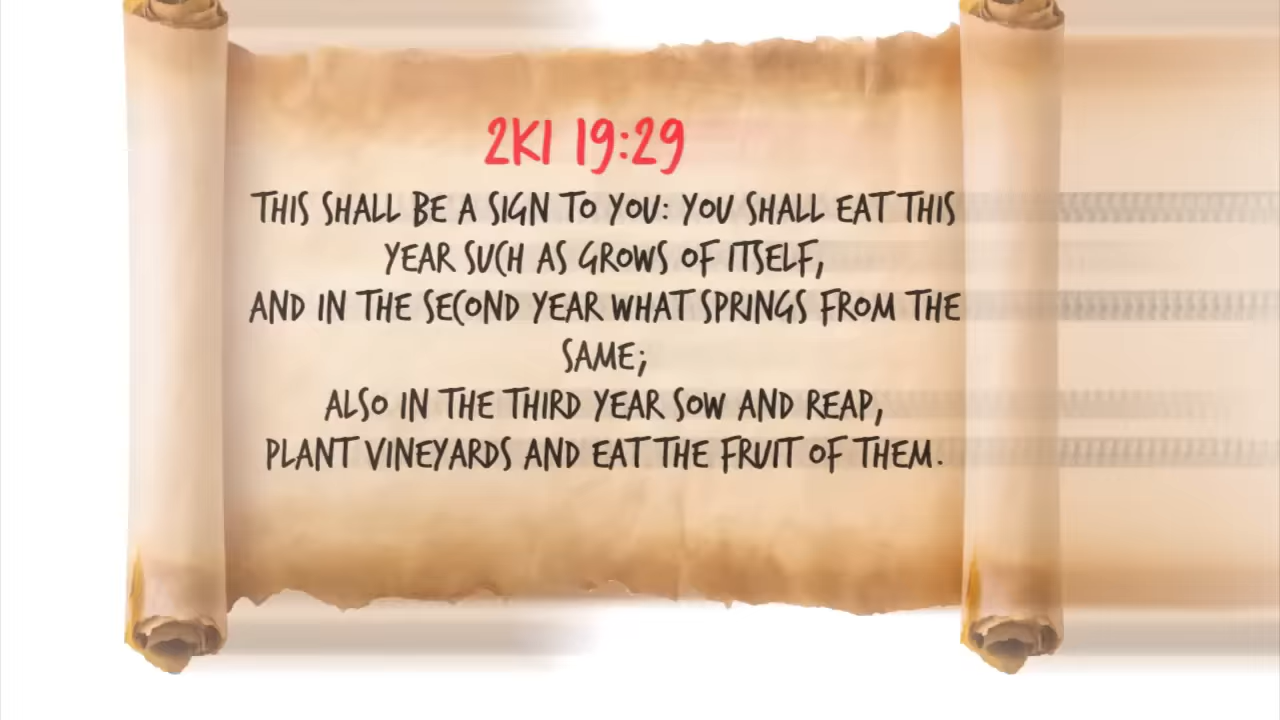 2KI 19:29
THIS SHALL BE A SIGN TO YOU: YOU SHALL EAT THIS
YEAR SUCH AS GROWS OF ITSELF,
AND IN THE SECOND YEAR WHAT SPRINGS FROM THE
SAME;
ALSO IN THE THIRD YEAR SOW AND REAP,
PLANT VINEYARDS AND EAT THE FRUIT OF THEM.